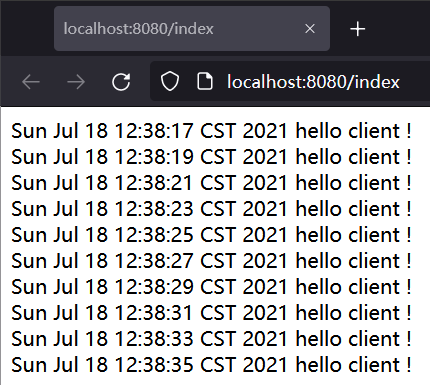 localhost:8080/index
localhost:8080/index
Sun Jul 18 12:38:17 CST 2021 hello client !
Sun Jul 18 12:38:19 CST 2021 hello client !
Sun Jul 18 12:38:21 CST 2021 hello client !
Sun Jul 18 12:38:23 CST 2021 hello client !
Sun Jul 18 12:38:25 CST 2021 hello client !
Sun Jul 18 12:38:27 CST 2021 hello client !
Sun Jul 18 12:38:29 CST 2021 hello client !
Sun Jul 18 12:38:31 CST 2021 hello client !
Sun Jul 18 12:38:33 CST 2021 hello client !
Sun Jul 18 12:38:35 CST 2021 hello client !